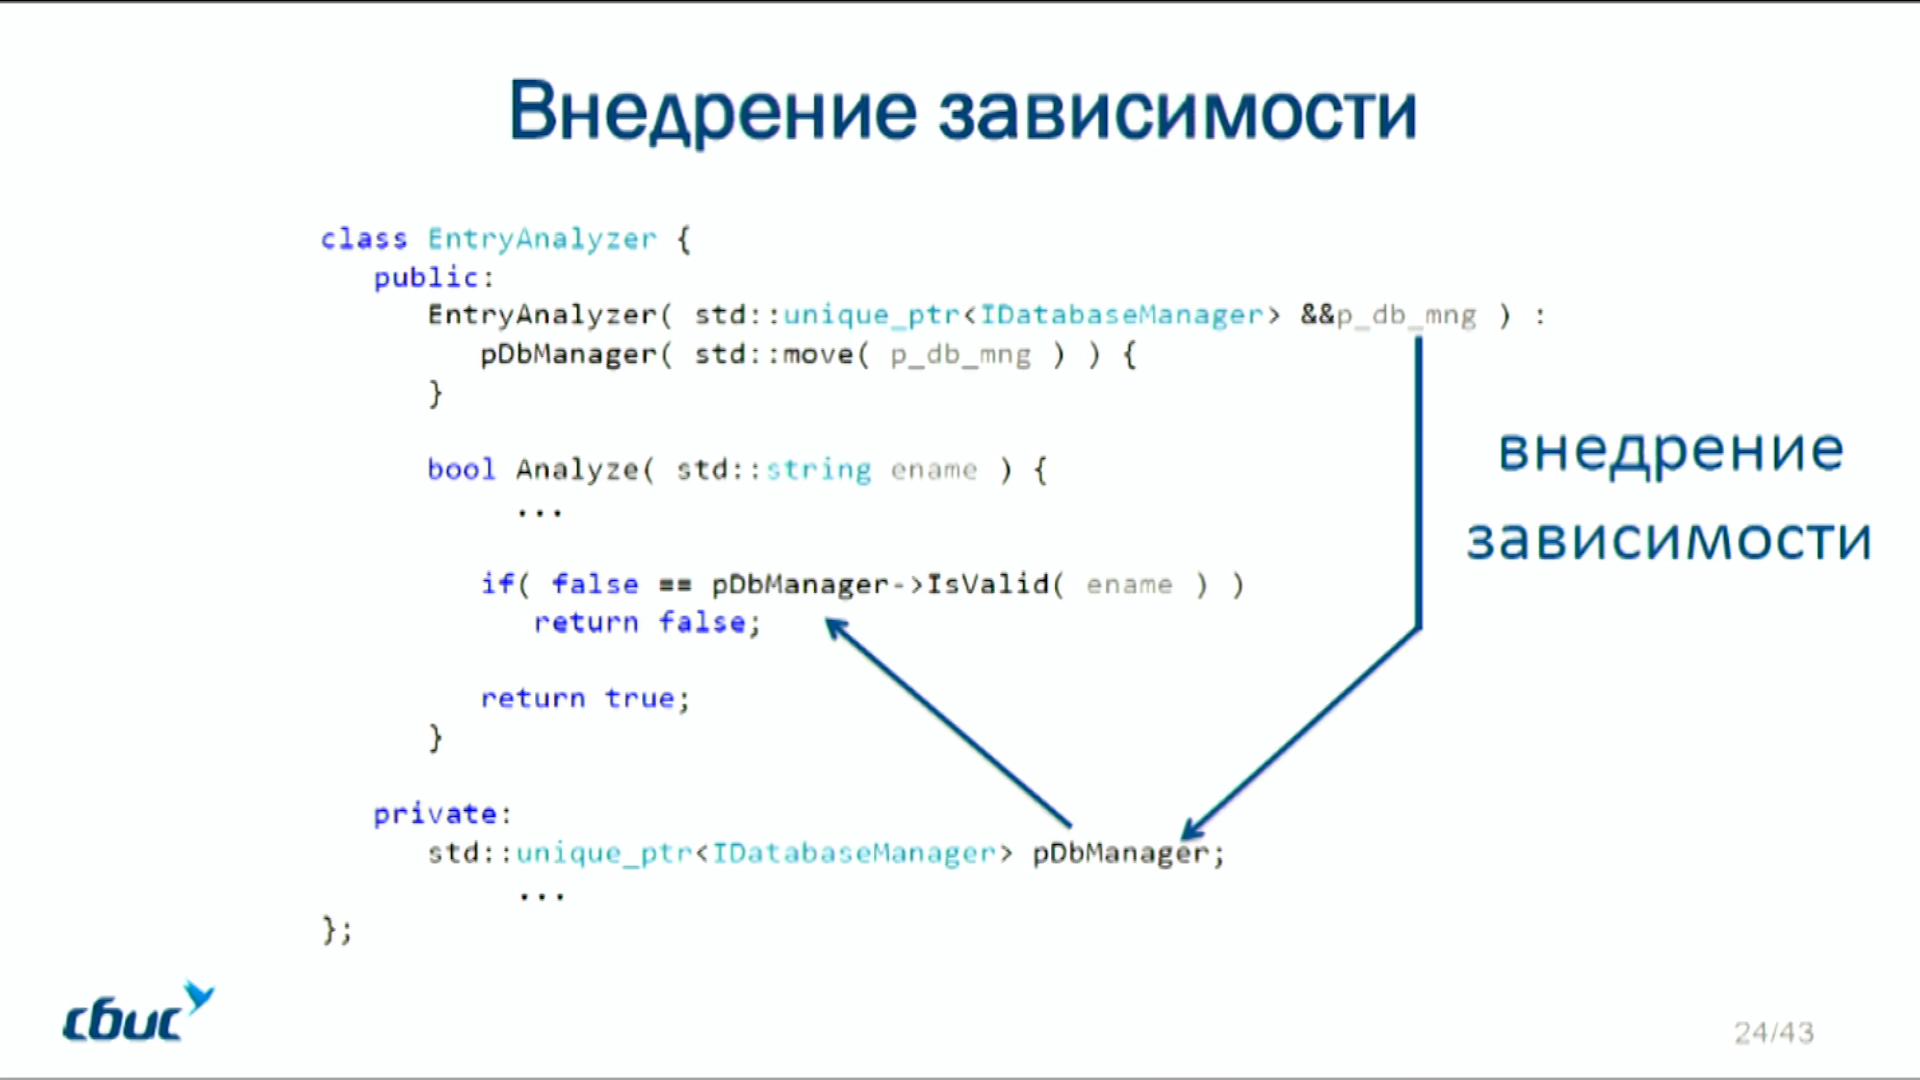 Внедрение зависимости
class EntryAnalyzer {
public:
EntryAnalyzer( std::unique_ptr<IDatabaseManager> &&p_db_mng ) :
pDbManager( std::move( p_db_mng ) ) {
}
bool Analyze( std::string ename ) {
...
if( false == pDbManager->IsValid( ename ) )
return false;
return true;
}
private:
std::unique_ptr<IDatabaseManager> pDbManager;
...
};
внедрение
зависимости
сбис
24/43